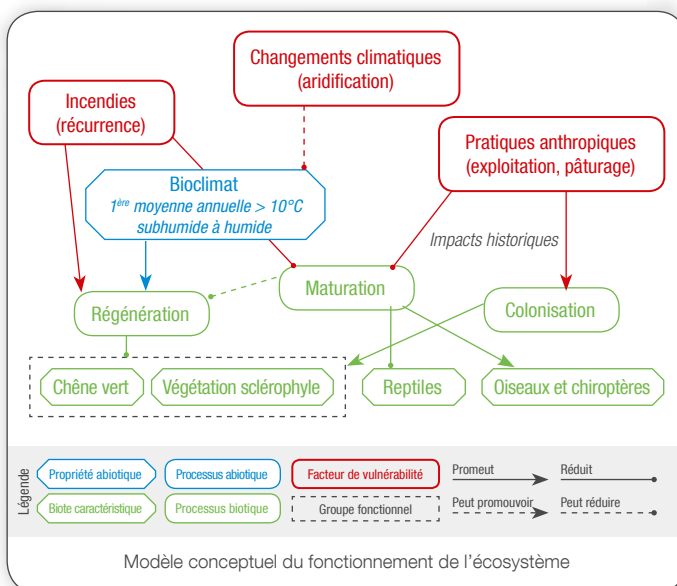 Changements climatiques
(aridification)
Incendies
(récurrence)
Pratiques anthropiques
(exploitation, pâturage)
Bioclimat
1ère moyenne annuelle > 10°C
subhumide à humide
Impacts historiques
Maturation
Régénération
Colonisation
Chêne vert
Végétation sclérophyle
Reptiles
Oiseaux et chiroptères
Légende
Propriété abiotique
Processus abiotique
Facteur de vulnérabilité
Promeut
Réduit
Biote caractéristique
Processus biotique
Groupe fonctionnel
Peut promouvoir
Peut réduire
Modèle conceptuel du fonctionnement de l'écosystème